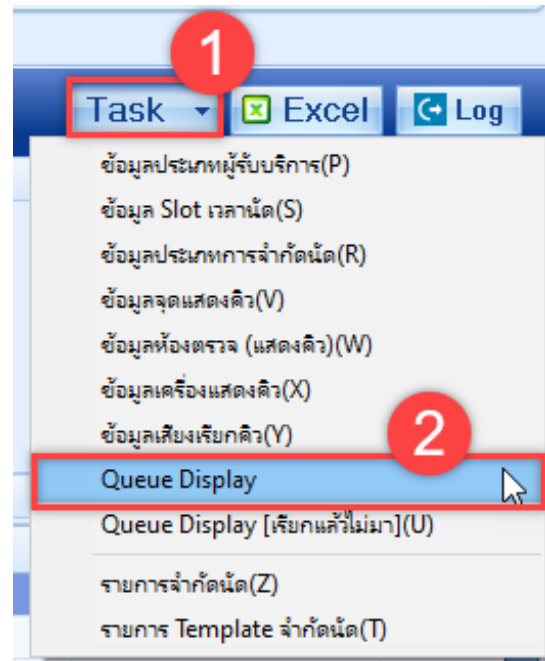 1
Task Excel Log
ข้อมูลประเภทผู้รับบริการ(P)
ข้อมูล Slot เวลานัด(S)
ข้อมูลประเภทการจำกัดนัด(R)
ข้อมูลจุดแสดงคิว(V)
ข้อมูลห้องตรวจ (แสดงคิว)(W)
ข้อมูลเครื่องแสดงคิว(X)
ข้อมูลเสียงเรียกคิว(Y)
2
Queue Display
Queue Display [เรียกแล้วไม่มา](U)
รายการจำกัดนัด(Z)
รายการ Template จำกัดนัด(T)